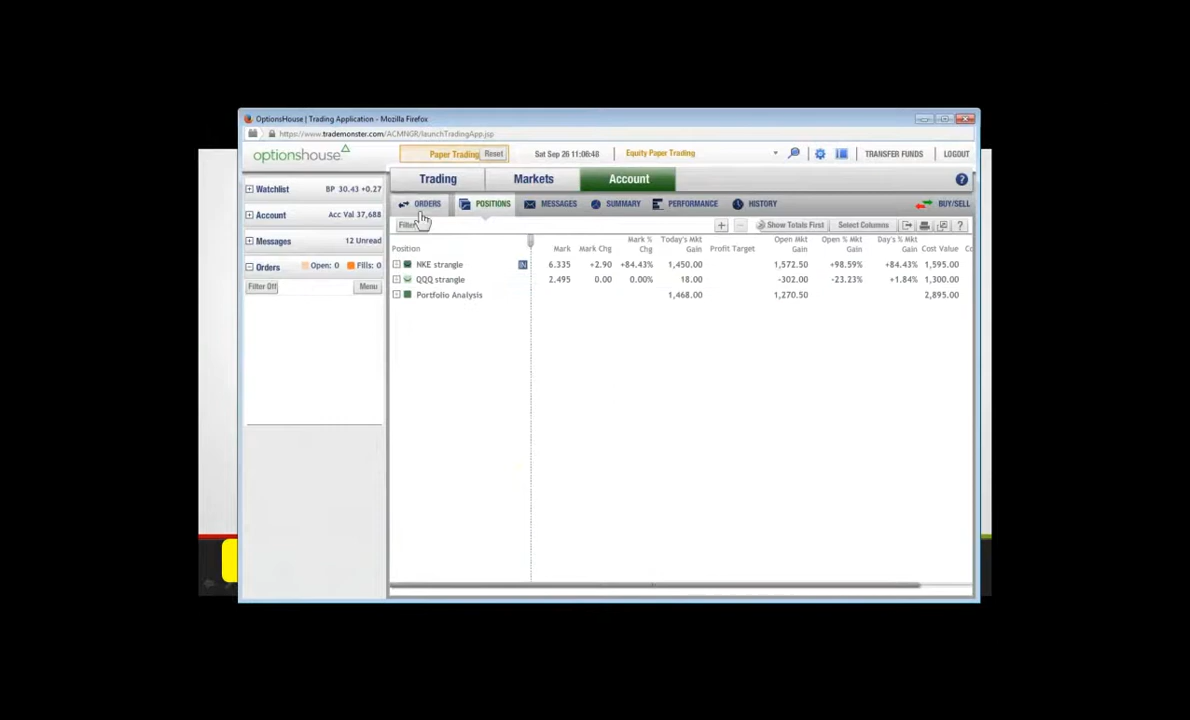 OptionsHouse | Trading Application - Mozilla Firefox
https://www.trademonster.com/ACMNGR/launchTradingApp.jsp
optionshouse
Paper Trading Reset Sat Sep 26 11:06:48 Equity Paper Trading TRANSFER FUNDS LOGOUT
Trading Markets Account
Watchlist BP 30.43 +0.27
Account Acc Val 37,688
Messages 12 Unread
Orders Open: 0 Fills: 0
Filter Off Menu
ORDERS POSITIONS MESSAGES SUMMARY PERFORMANCE HISTORY BUY/SELL
Show Totals First Select Columns ?
Position Mark Mark Chg Mark % Chg Today's Mkt Gain Profit Target Open Mkt Gain Open % Mkt Gain Day's % Mkt Gain Cost Value
NKE strangle IN 6.335 +2.90 +84.43% 1,450.00 1,572.50 +98.59% +84.43% 1,595.00
QQQ strangle 2.495 0.00 0.00% 18.00 -302.00 -23.23% +1.84% 1,300.00
Portfolio Analysis 1,468.00 1,270.50 2,895.00